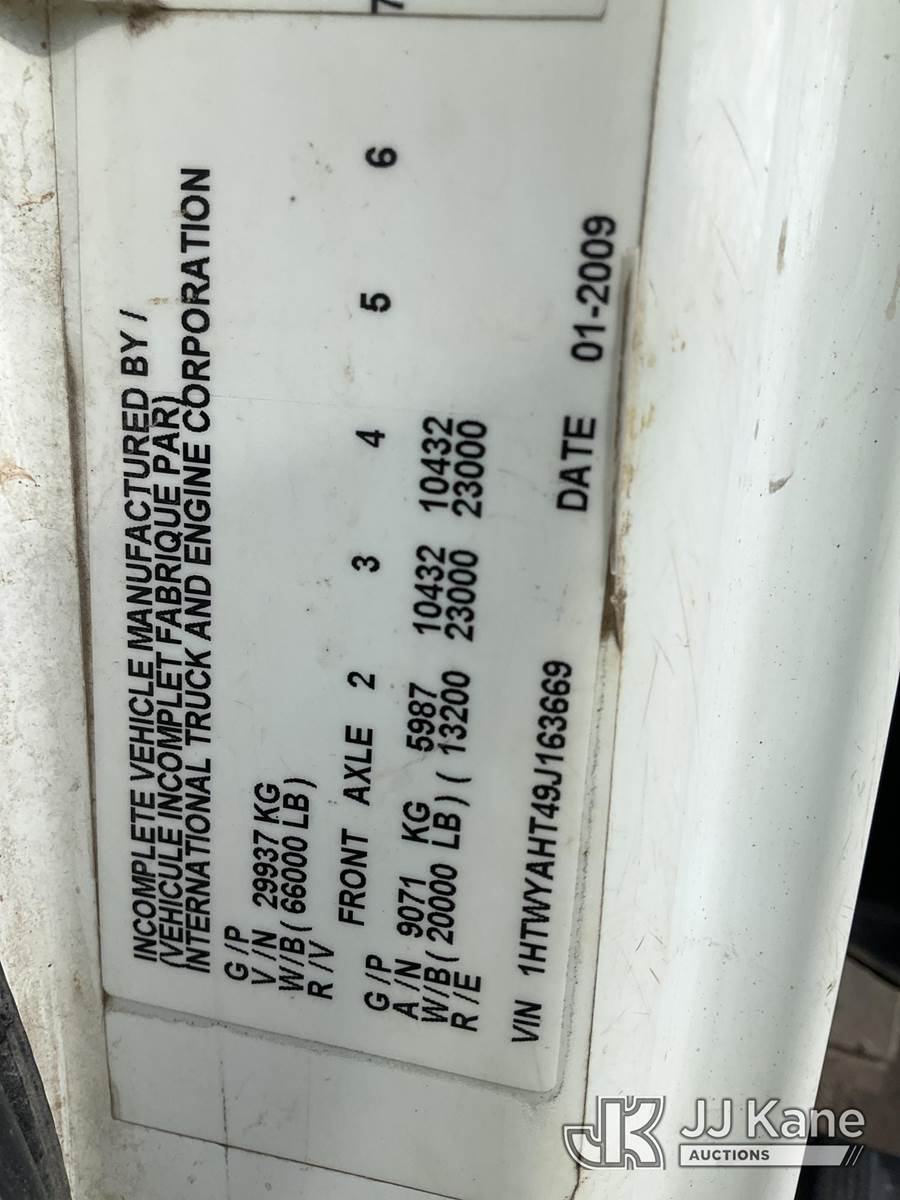 INCOMPLETE VEHICLE MANUFACTURED BY /
(VEHICULE INCOMPLET FABRIQUE PAR)
INTERNATIONAL TRUCK AND ENGINE CORPORATION
G /P
V /N 29937 KG
W/B ( 66000 LB )
R /V
FRONT AXLE 2 3 4 5 6 7
G /P
A /N 9071 KG 5987 10432 10432
W/B ( 20000 LB ) ( 13200 23000 23000
R /E
VIN 1HTWYAHT49J163669 DATE 01-2009
JK JJ Kane
AUCTIONS